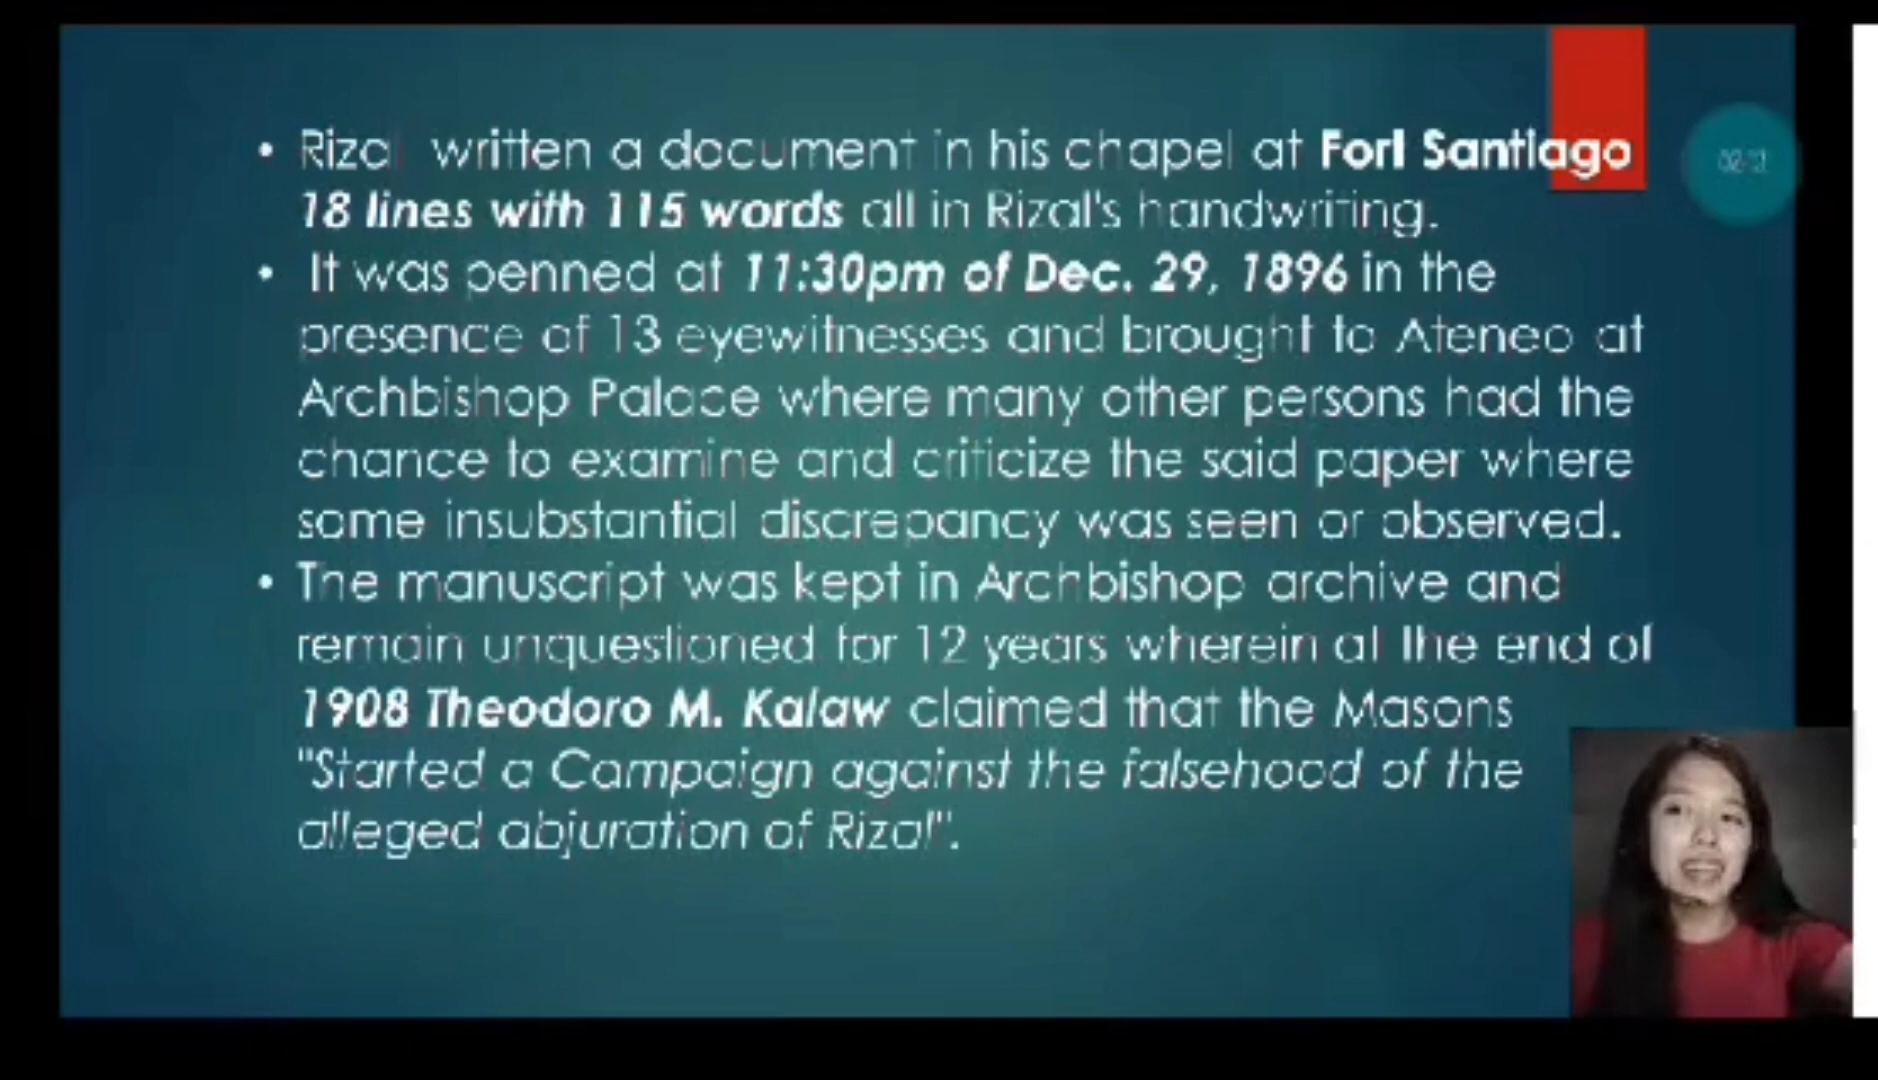 • Rizal written a document in his chapel at Fort Santiago
18 lines with 115 words all in Rizal's handwriting.
• It was penned at 11:30pm of Dec. 29, 1896 in the
presence of 13 eyewitnesses and brought to Ateneo at
Archbishop Palace where many other persons had the
chance to examine and criticize the said paper where
some insubstantial discrepancy was seen or observed.
• The manuscript was kept in Archbishop archive and
remain unquestioned for 12 years wherein at the end of
1908 Theodoro M. Kalaw claimed that the Masons
"Started a Campaign against the falsehood of the
alleged abjuration of Rizal".